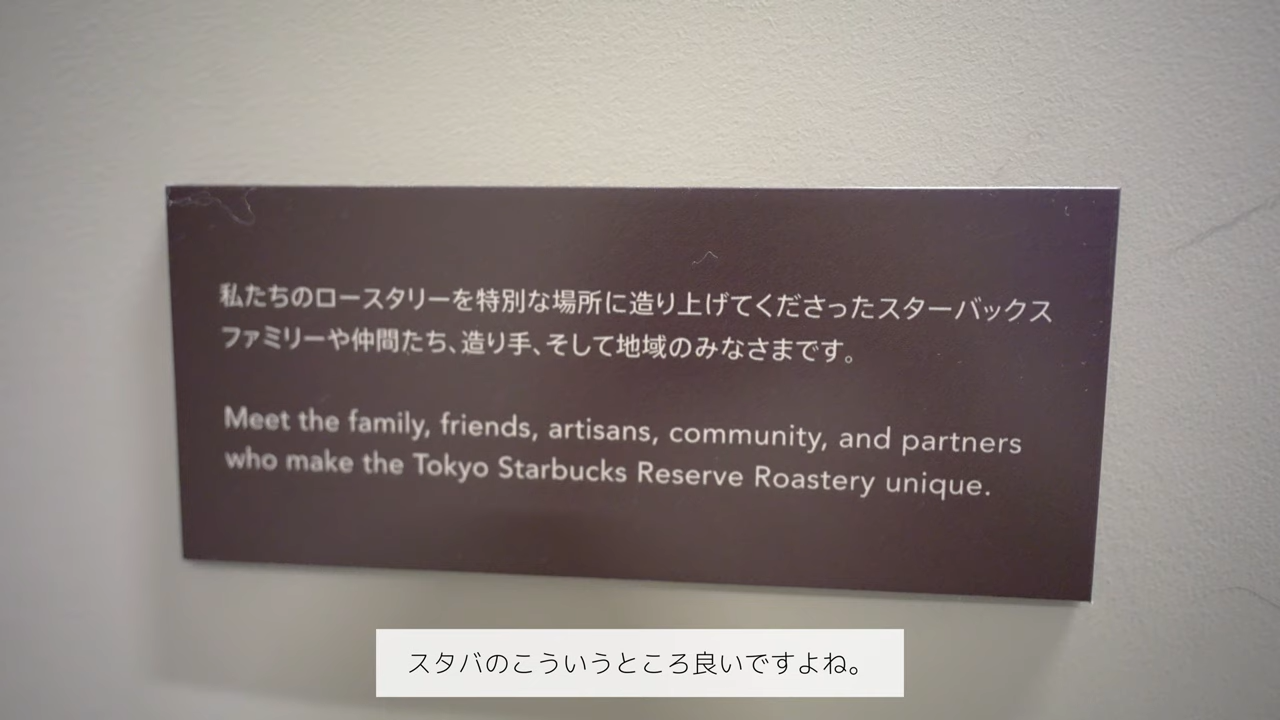 私たちのロースタリーを特別な場所に造り上げてくださったスターバックス
ファミリーや仲間たち、造り手、そして地域のみなさまです。
Meet the family, friends, artisans, community, and partners
who make the Tokyo Starbucks Reserve Roastery unique.
スタバのこういうところ良いですよね。